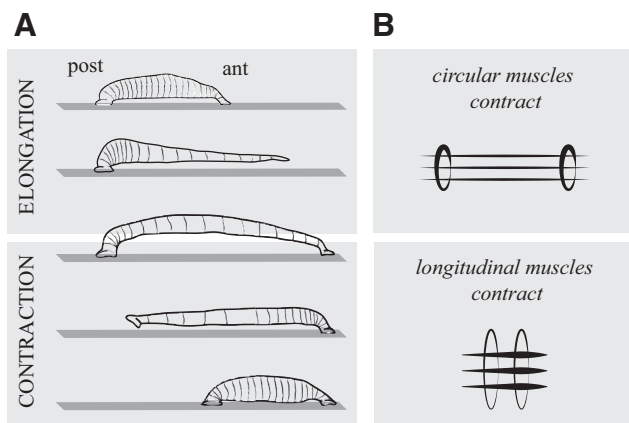 A
post
ant
ELONGATION
CONTRACTION
B
circular muscles
contract
longitudinal muscles
contract